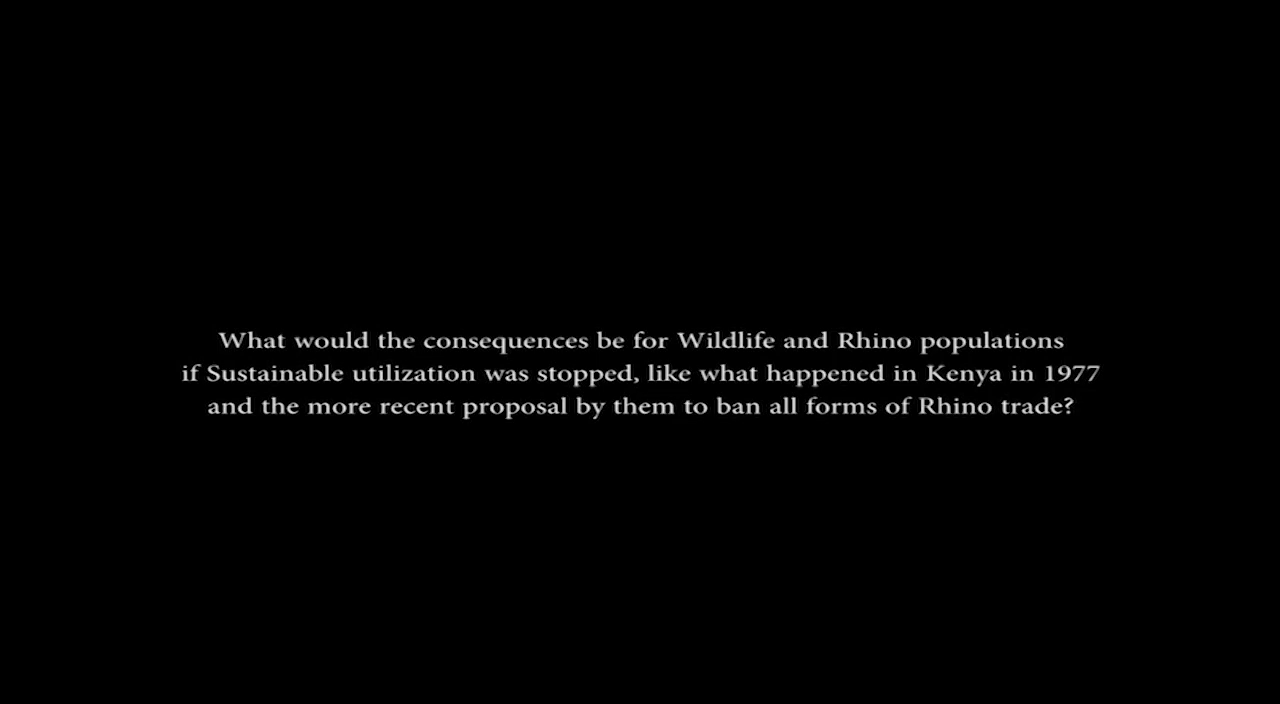 What would the consequences be for Wildlife and Rhino populations
if Sustainable utilization was stopped, like what happened in Kenya in 1977
and the more recent proposal by them to ban all forms of Rhino trade?